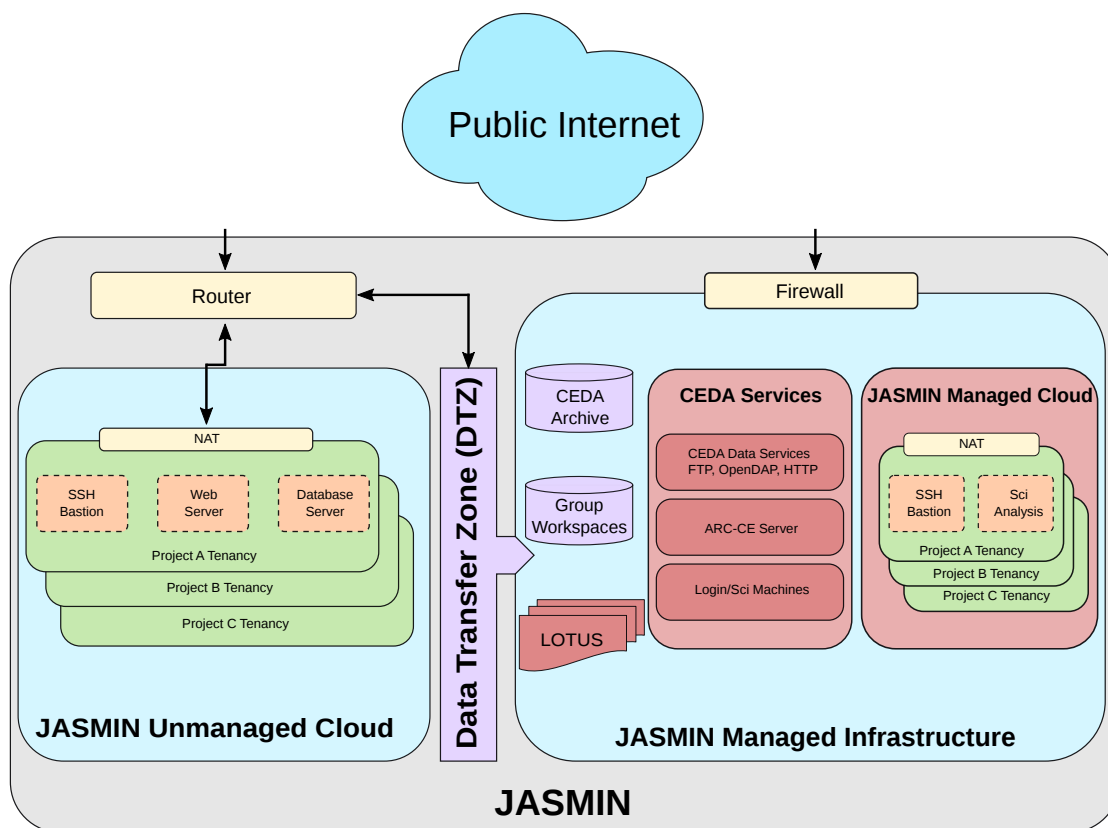 Public Internet
Router
Firewall
NAT
SSH
Bastion
Web
Server
Database
Server
Project A Tenancy
Project B Tenancy
Project C Tenancy
JASMIN Unmanaged Cloud
Data Transfer Zone (DTZ)
CEDA
Archive
Group
Workspaces
LOTUS
CEDA Services
CEDA Data Services
FTP, OpenDAP, HTTP
ARC-CE Server
Login/Sci Machines
JASMIN Managed Cloud
NAT
SSH
Bastion
Sci
Analysis
Project A Tenancy
Project B Tenancy
Project C Tenancy
JASMIN Managed Infrastructure
JASMIN